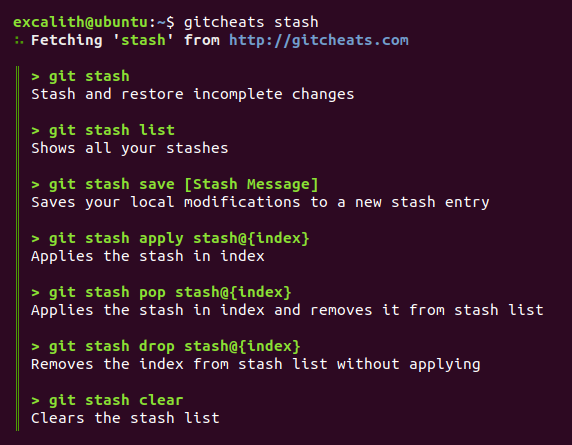 excalith@ubuntu:~$ gitcheats stash
Fetching 'stash' from http://gitcheats.com
> git stash
Stash and restore incomplete changes
> git stash list
Shows all your stashes
> git stash save [Stash Message]
Saves your local modifications to a new stash entry
> git stash apply stash@{index}
Applies the stash in index
> git stash pop stash@{index}
Applies the stash in index and removes it from stash list
> git stash drop stash@{index}
Removes the index from stash list without applying
> git stash clear
Clears the stash list